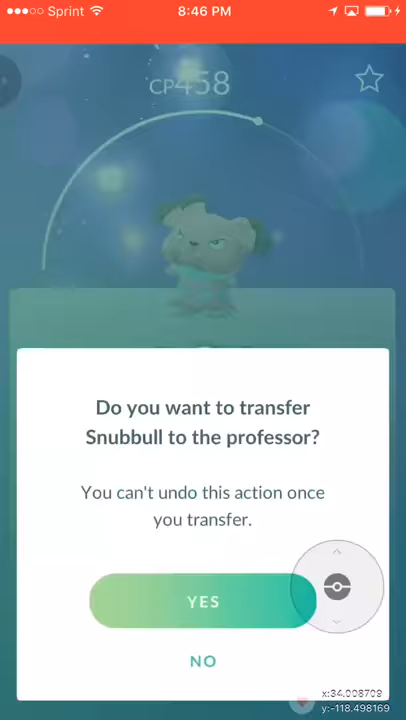 Sprint 8:46 PM
CP458
Do you want to transfer
Snubbull to the professor?
You can't undo this action once
you transfer.
YES
NO
x:34.008709
y:-118.498169